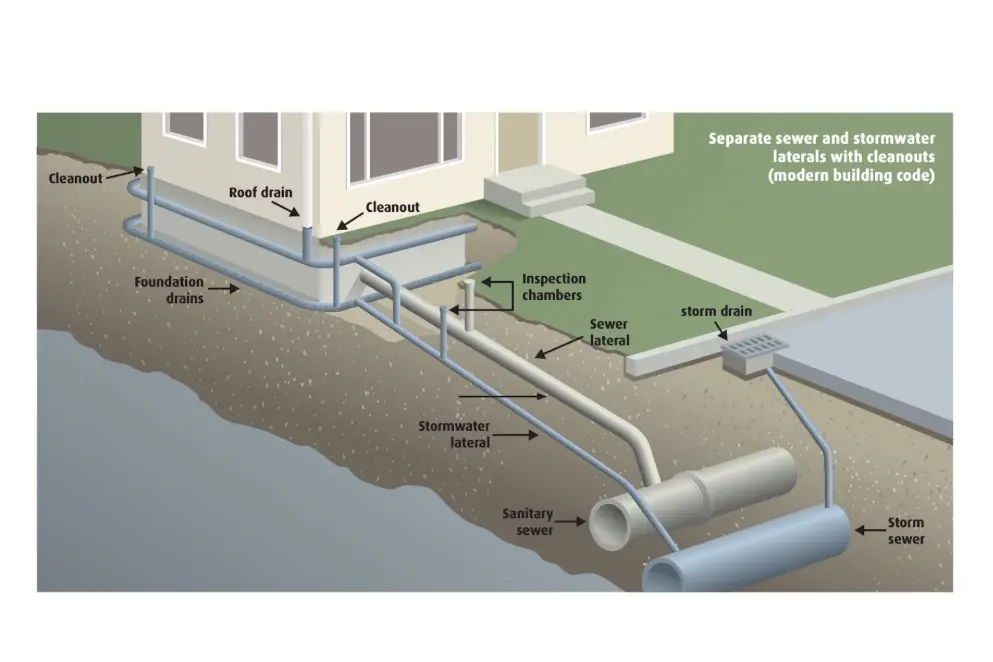 Separate sewer and stormwater
laterals with cleanouts
(modern building code)
Cleanout
Roof drain
Cleanout
Foundation
drains
Inspection
chambers
storm drain
Sewer
lateral
Stormwater
lateral
Sanitary
sewer
Storm
sewer